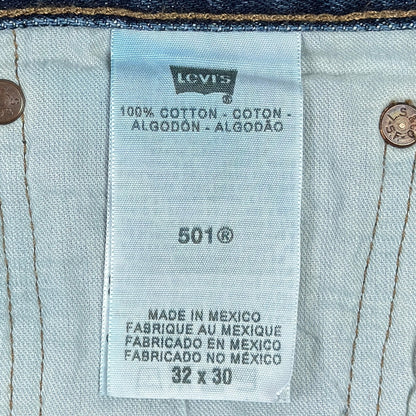 LEVI'S
®
100% COTTON - COTON -
ALGODÓN - ALGODÃO
501®
MADE IN MEXICO
FABRIQUE AU MEXIQUE
FABRICADO EN MÉXICO
FABRICADO NO MÉXICO
32 x 30